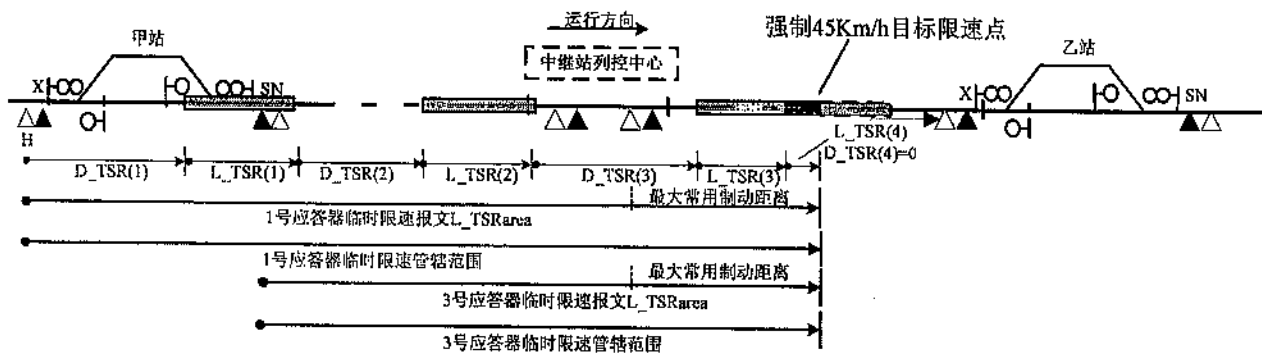 运行方向
强制45Km/h目标限速点
甲站
中继站列控中心
乙站
X
SN
X
SN
H
L_TSR(4)
D_TSR(4)=0
D_TSR(1)
L_TSR(1)
D_TSR(2)
L_TSR(2)
D_TSR(3)
L_TSR(3)
最大常用制动距离
1号应答器临时限速报文L_TSRarea
1号应答器临时限速管辖范围
最大常用制动距离
3号应答器临时限速报文L_TSRarea
3号应答器临时限速管辖范围